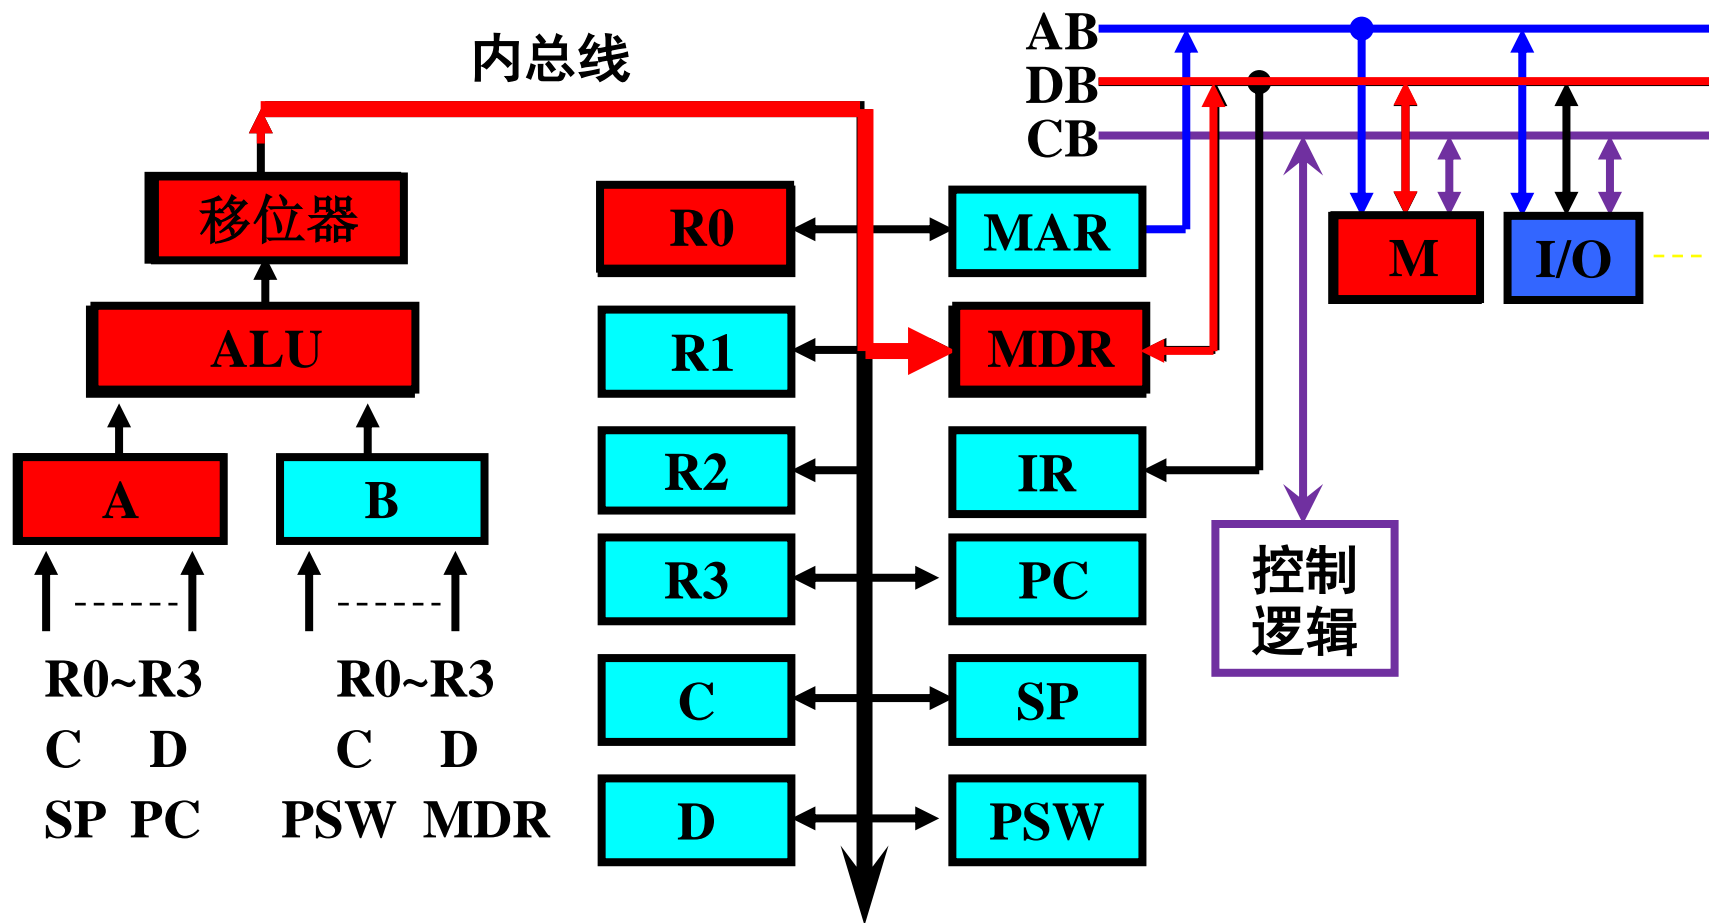 内总线
AB
DB
CB
移位器
R0
MAR
M
I/O
ALU
R1
MDR
A
B
R2
IR
R3
PC
控制
逻辑
R0~R3
R0~R3
C
SP
C D
C D
SP PC
PSW MDR
D
PSW